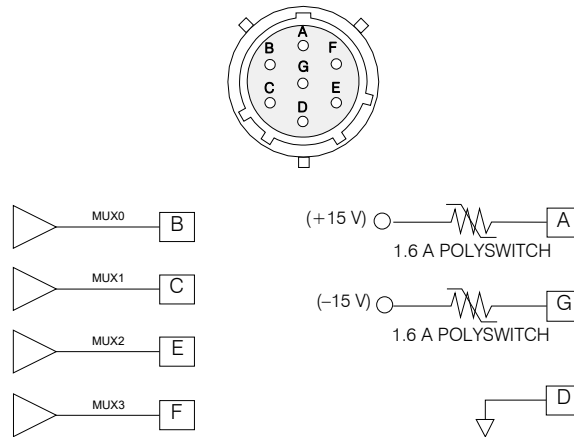 A
B F
G
C E
D
MUX0 B
(+15 V) A
1.6 A POLYSWITCH
MUX1 C
(–15 V) G
1.6 A POLYSWITCH
MUX2 E
MUX3 F
D